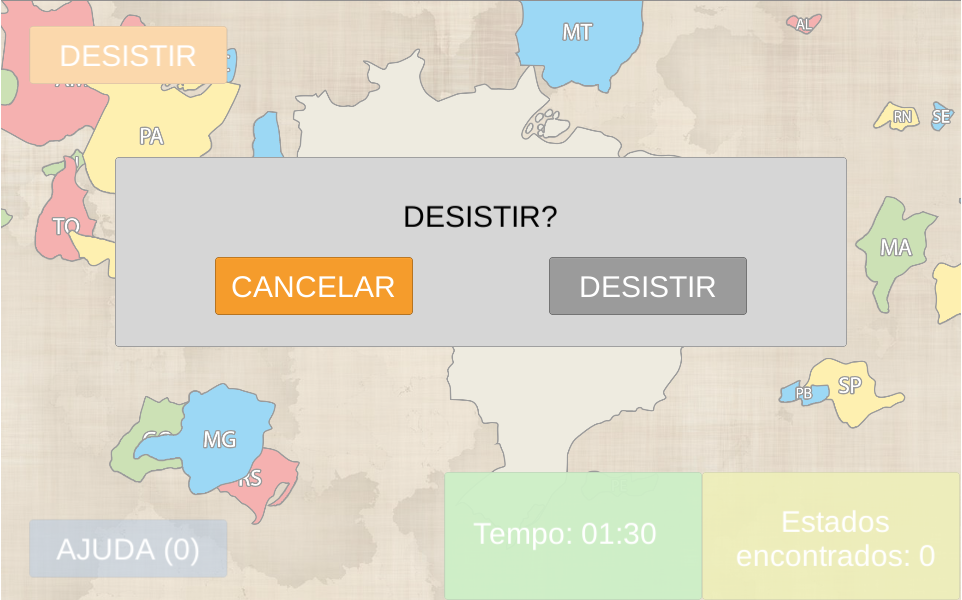 MT
AL
DESISTIR
PA
RN
SE
DESISTIR?
TO
MA
CANCELAR
DESISTIR
SP
PB
MG
RS
Tempo: 01:30
Estados
encontrados: 0
AJUDA (0)